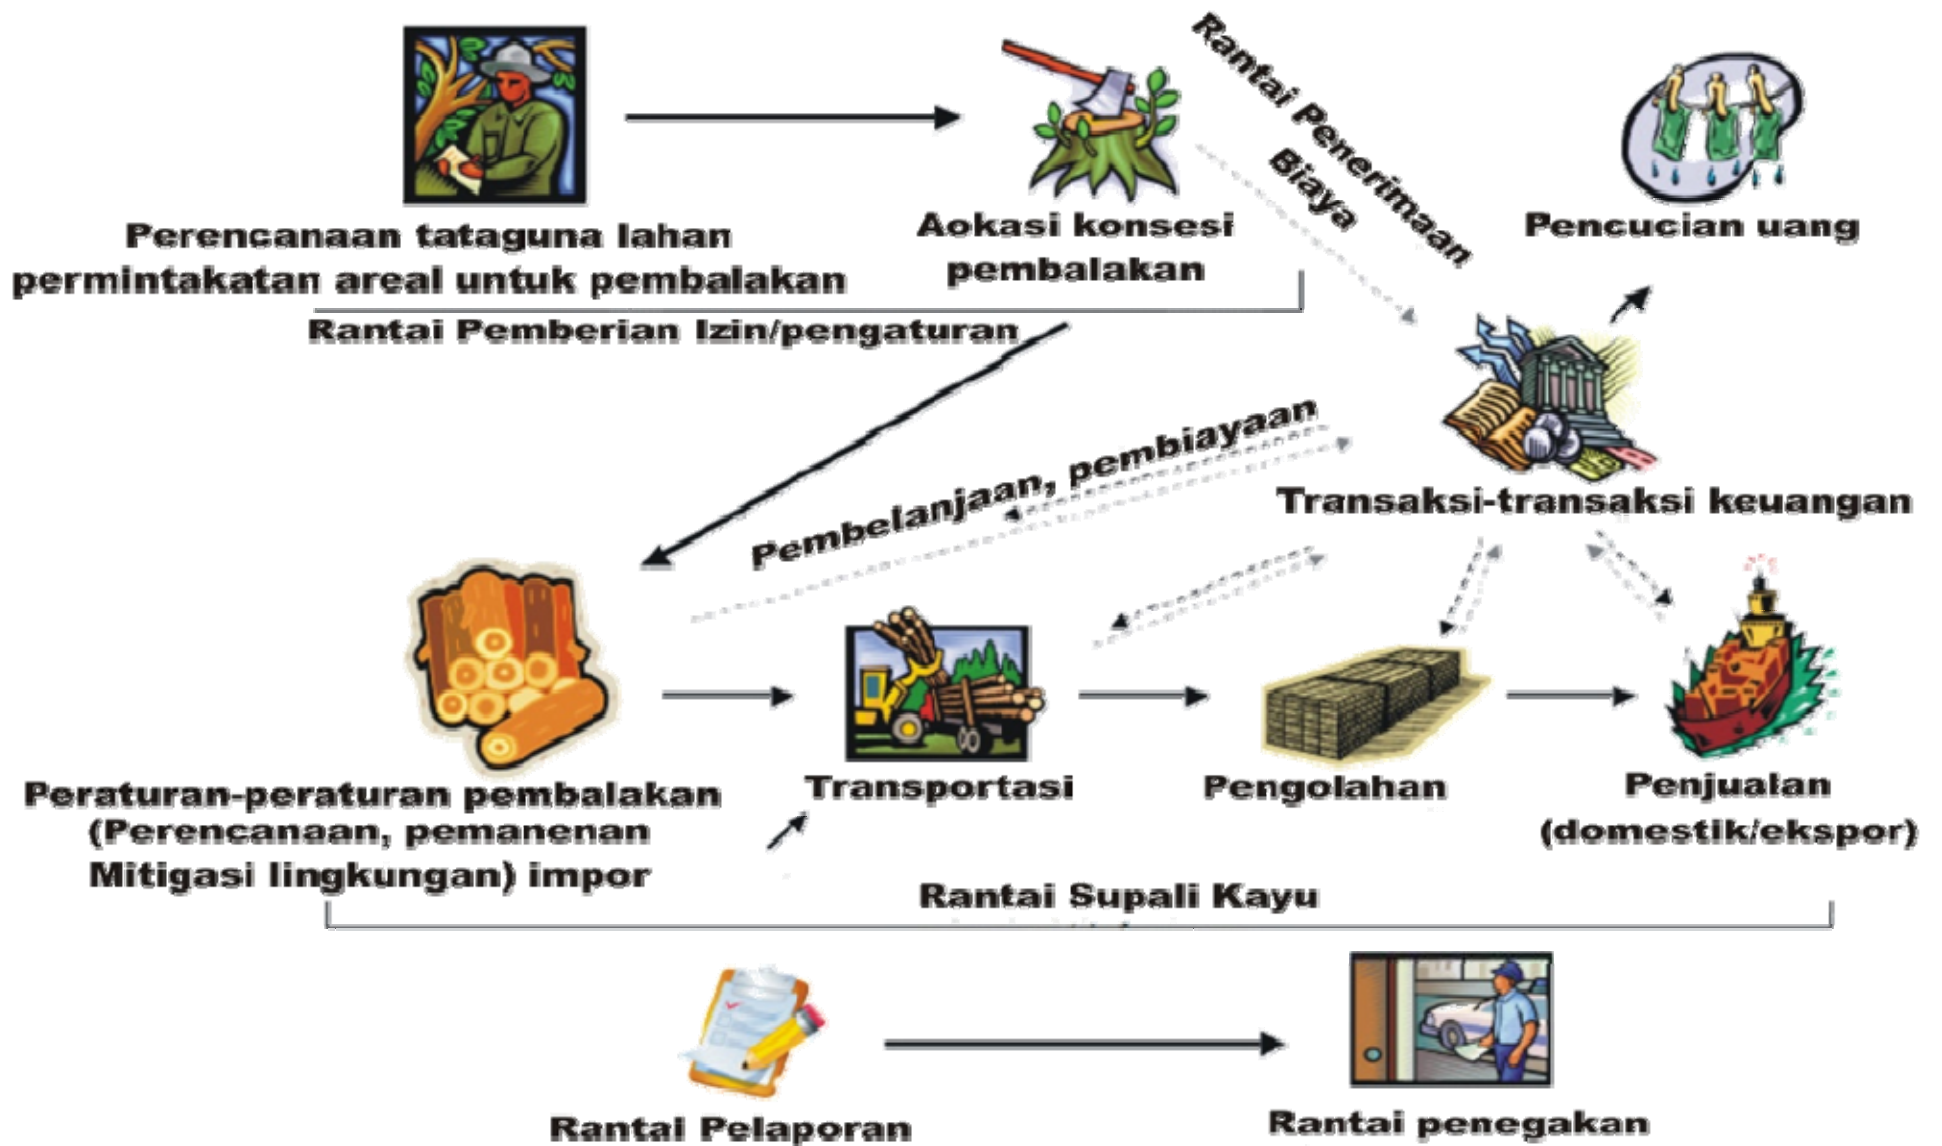 Rantai Penerimaan
Biaya
Perencanaan tataguna lahan
permintakatan areal untuk pembalakan
Aokasi konsesi
pembalakan
Pencucian uang
Rantai Pemberian Izin/pengaturan
Pembelanjaan, pembiayaan
Transaksi-transaksi keuangan
Peraturan-peraturan pembalakan
(Perencanaan, pemanenan
Mitigasi lingkungan) impor
Transportasi
Pengolahan
Penjualan
(domestik/ekspor)
Rantai Supali Kayu
Rantai Pelaporan
Rantai penegakan